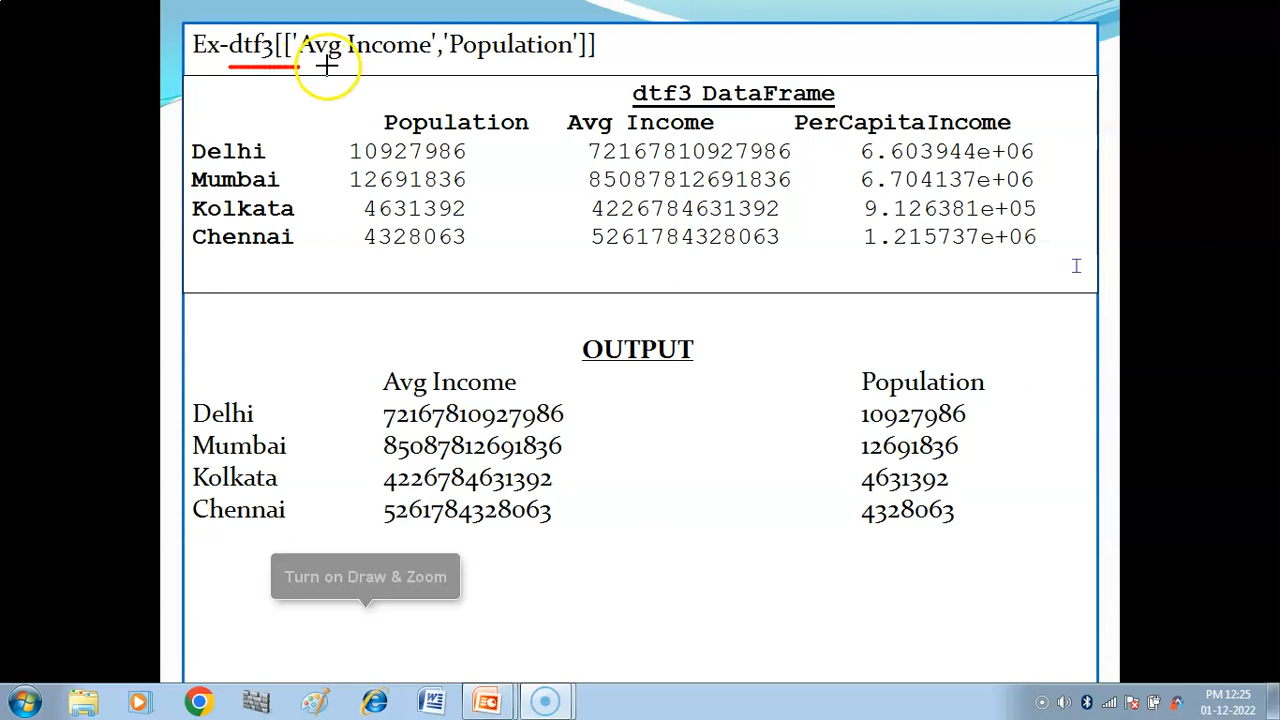 Ex-dtf3[['Avg Income','Population']]
dtf3 DataFrame
Population Avg Income PerCapitaIncome
Delhi 10927986 72167810927986 6.603944e+06
Mumbai 12691836 85087812691836 6.704137e+06
Kolkata 4631392 4226784631392 9.126381e+05
Chennai 4328063 5261784328063 1.215737e+06
OUTPUT
Avg Income Population
Delhi 72167810927986 10927986
Mumbai 85087812691836 12691836
Kolkata 4226784631392 4631392
Chennai 5261784328063 4328063
Turn on Draw & Zoom
PM 12:25
01-12-2022